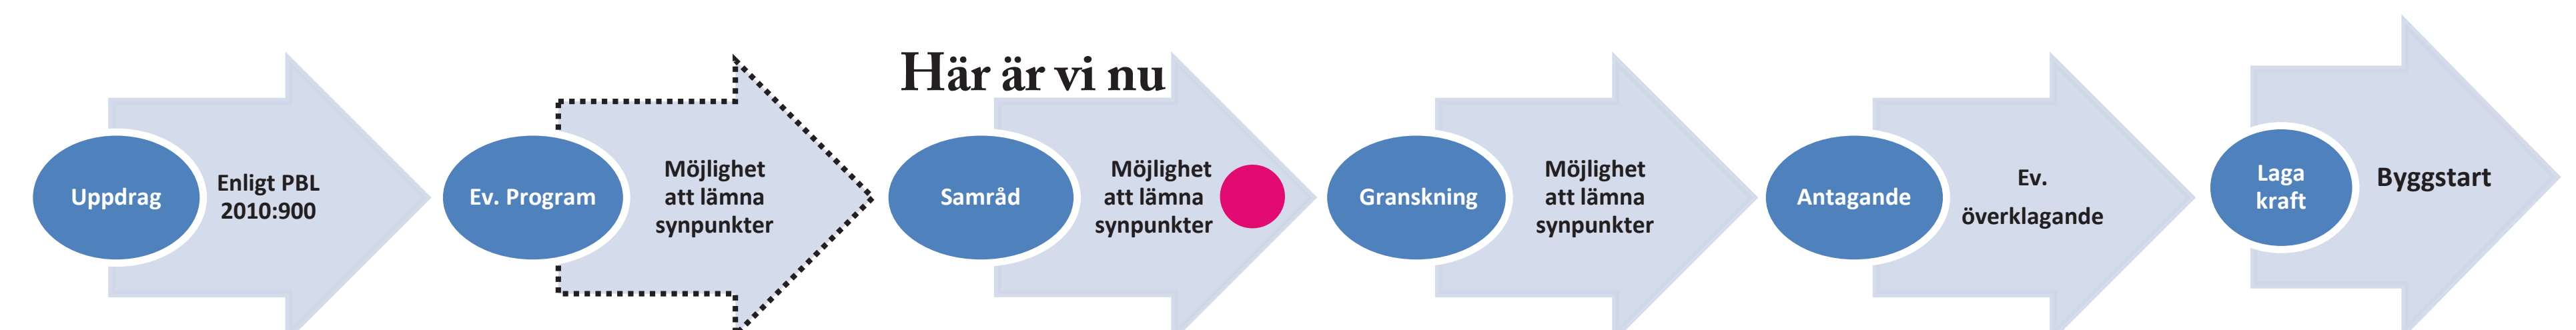 Här är vi nu
Uppdrag
Enligt PBL
2010:900
Ev. Program
Möjlighet
att lämna
synpunkter
Samråd
Möjlighet
att lämna
synpunkter
Granskning
Möjlighet
att lämna
synpunkter
Antagande
Ev.
överklagande
Laga
kraft
Byggstart